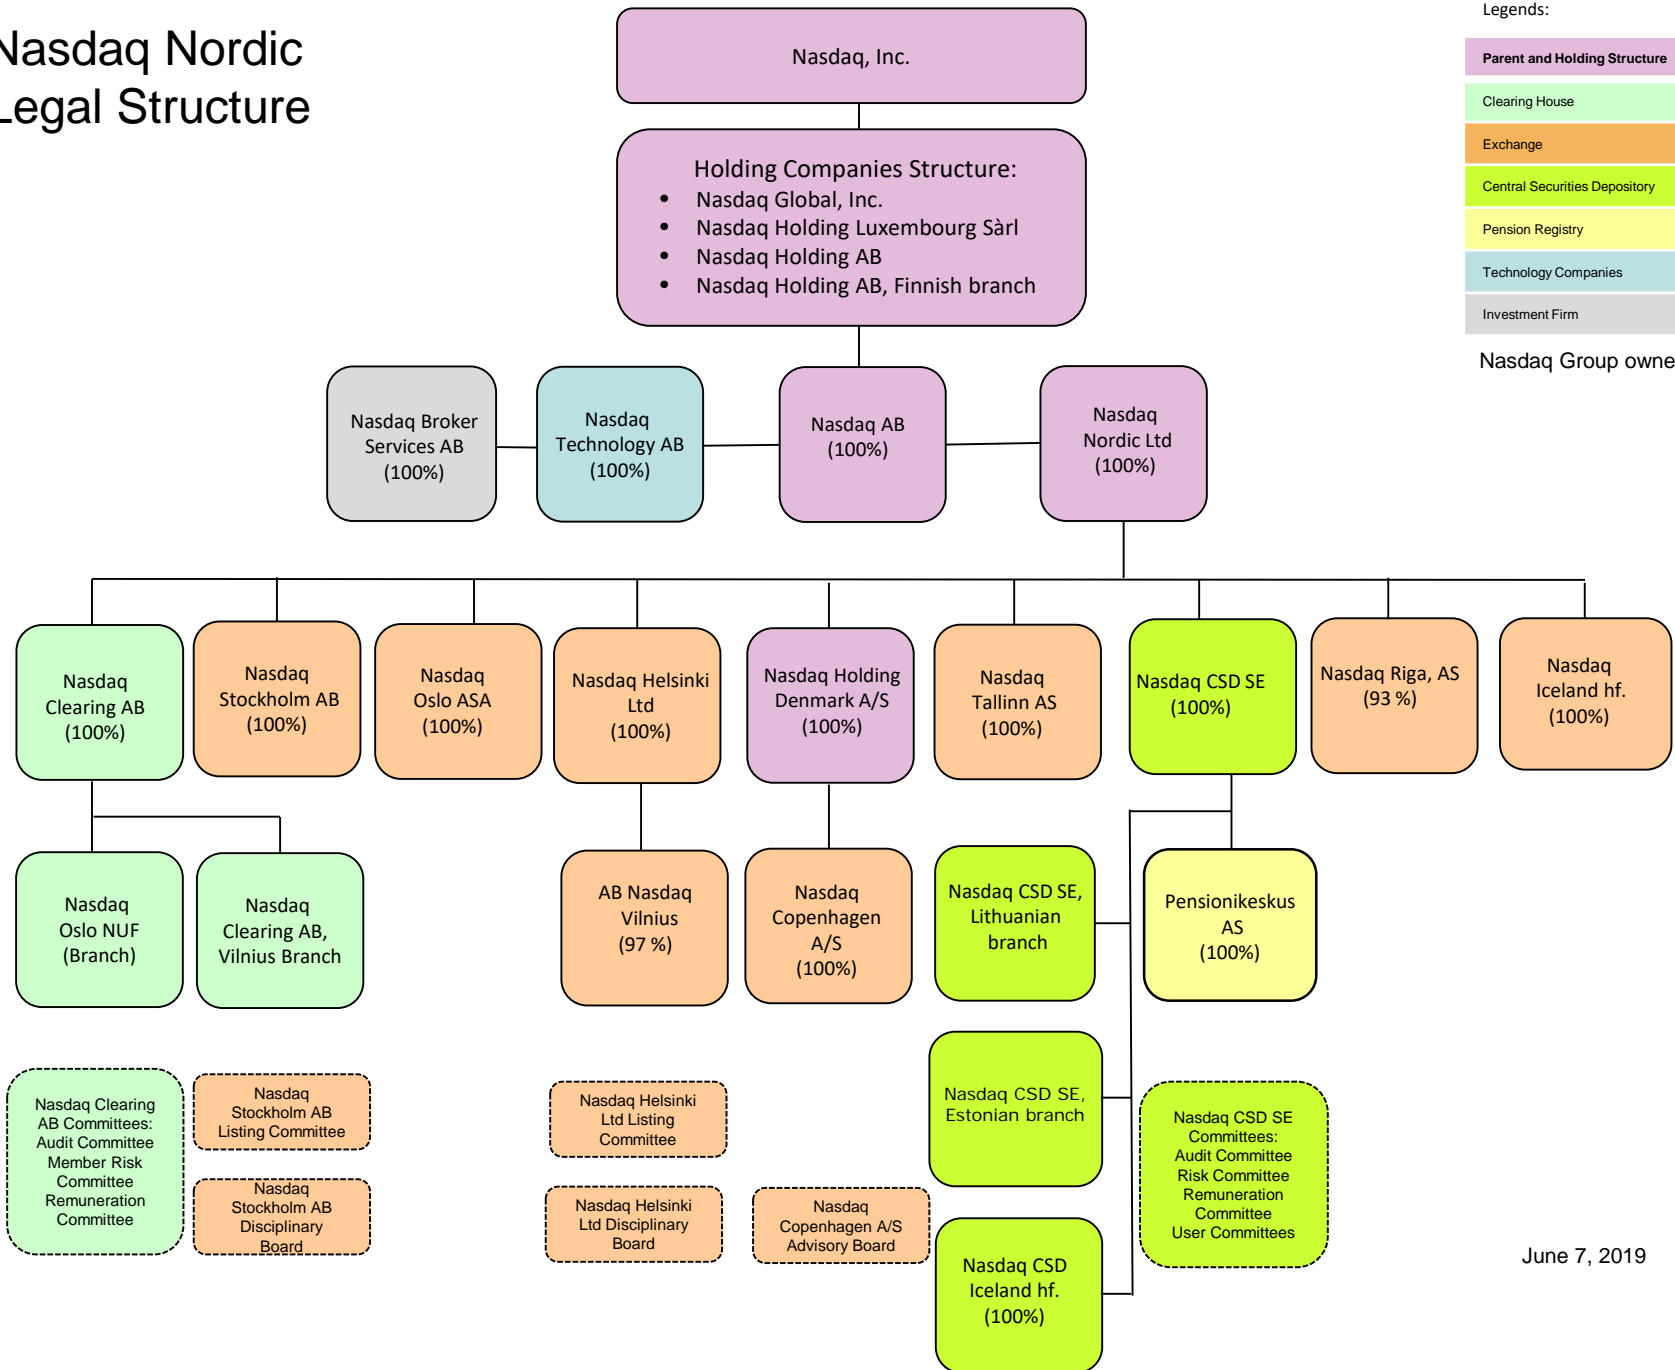 Nasdaq Nordic
Legal Structure
Nasdaq, Inc.
Legends:
Parent and Holding Structure
Clearing House
Exchange
Central Securities Depository
Pension Registry
Technology Companies
Investment Firm
Nasdaq Group owne
Holding Companies Structure:
• Nasdaq Global, Inc.
• Nasdaq Holding Luxembourg Sàrl
• Nasdaq Holding AB
• Nasdaq Holding AB, Finnish branch
Nasdaq Broker
Services AB
(100%)
Nasdaq
Technology AB
(100%)
Nasdaq AB
(100%)
Nasdaq
Nordic Ltd
(100%)
Nasdaq
Clearing AB
(100%)
Nasdaq
Stockholm AB
(100%)
Nasdaq
Oslo ASA
(100%)
Nasdaq Helsinki
Ltd
(100%)
Nasdaq Holding
Denmark A/S
(100%)
Nasdaq
Tallinn AS
(100%)
Nasdaq CSD SE
(100%)
Nasdaq Riga, AS
(93 %)
Nasdaq
Iceland hf.
(100%)
Nasdaq
Oslo NUF
(Branch)
Nasdaq
Clearing AB,
Vilnius Branch
AB Nasdaq
Vilnius
(97 %)
Nasdaq
Copenhagen
A/S
(100%)
Nasdaq CSD SE,
Lithuanian
branch
Pensionikeskus
AS
(100%)
Nasdaq CSD SE,
Estonian branch
Nasdaq CSD
Iceland hf.
(100%)
Nasdaq Clearing
AB Committees:
Audit Committee
Member Risk
Committee
Remuneration
Committee
Nasdaq
Stockholm AB
Listing Committee
Nasdaq
Stockholm AB
Disciplinary
Board
Nasdaq Helsinki
Ltd Listing
Committee
Nasdaq Helsinki
Ltd Disciplinary
Board
Nasdaq
Copenhagen A/S
Advisory Board
Nasdaq CSD SE
Committees:
Audit Committee
Risk Committee
Remuneration
Committee
User Committees
June 7, 2019